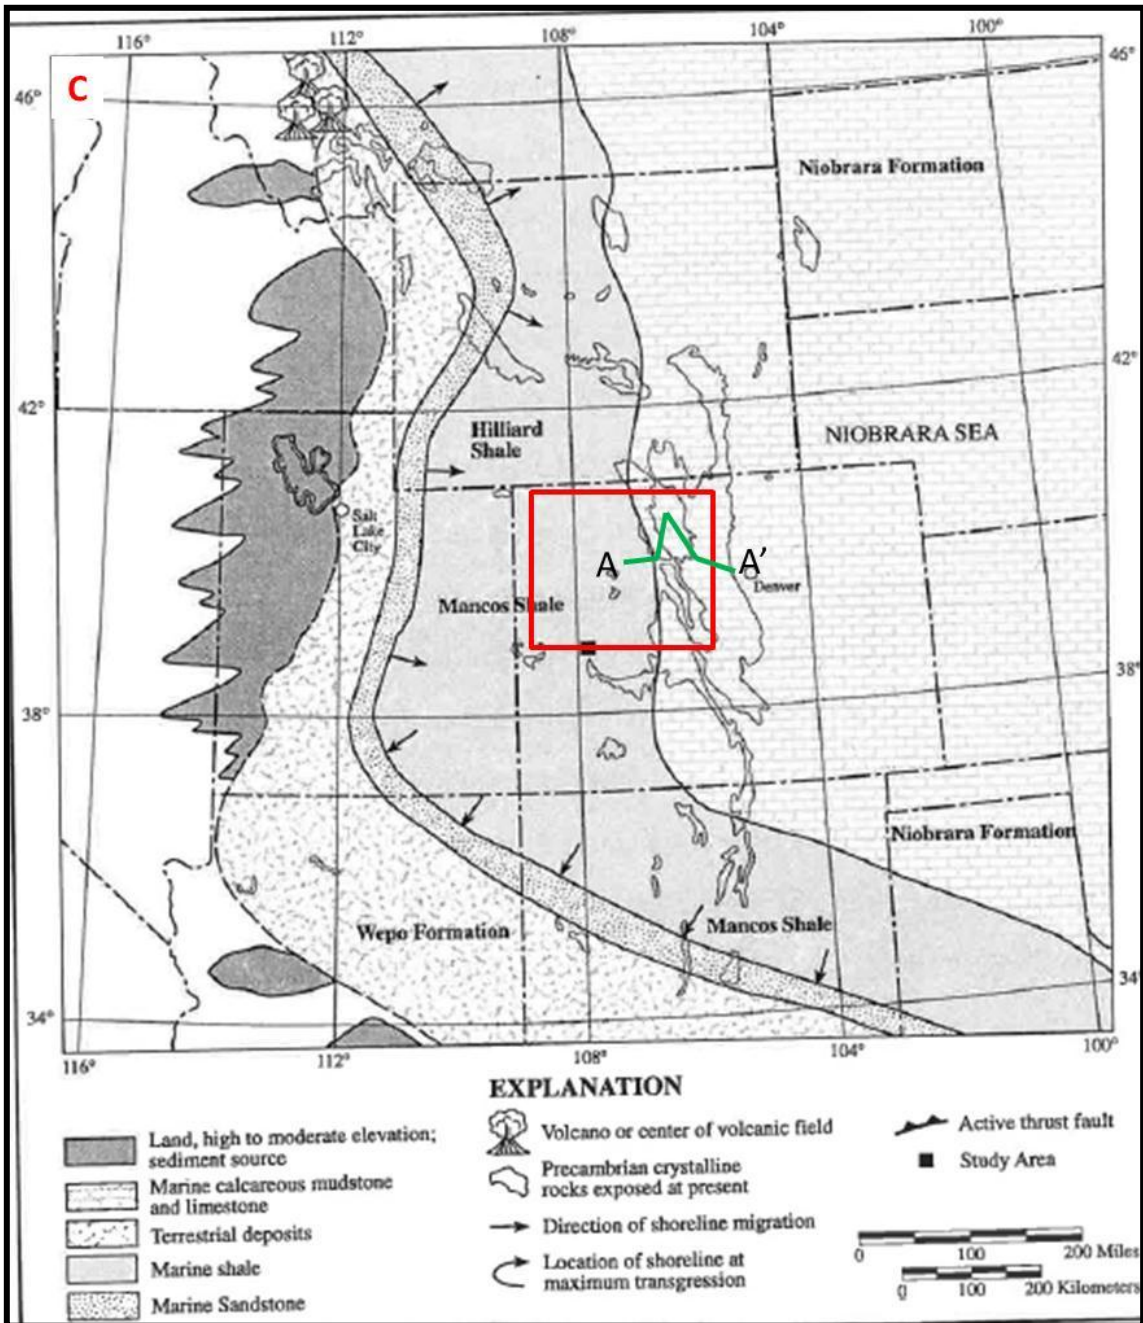 116°
112°
108°
104°
100°
C
46°
46°
Niobrara Formation
42°
42°
Hilliard
Shale
NIOBRARA SEA
Salt
Lake
City
A
A’
Denver
Mancos Shale
38°
38°
Niobrara Formation
Wepo Formation
Mancos Shale
34°
34°
116°
112°
108°
104°
100°
EXPLANATION
Land, high to moderate elevation;
sediment source
Marine calcareous mudstone
and limestone
Terrestrial deposits
Marine shale
Marine Sandstone
Volcano or center of volcanic field
Precambrian crystalline
rocks exposed at present
Direction of shoreline migration
Location of shoreline at
maximum transgression
Active thrust fault
Study Area
0 100 200 Miles
0 100 200 Kilometers